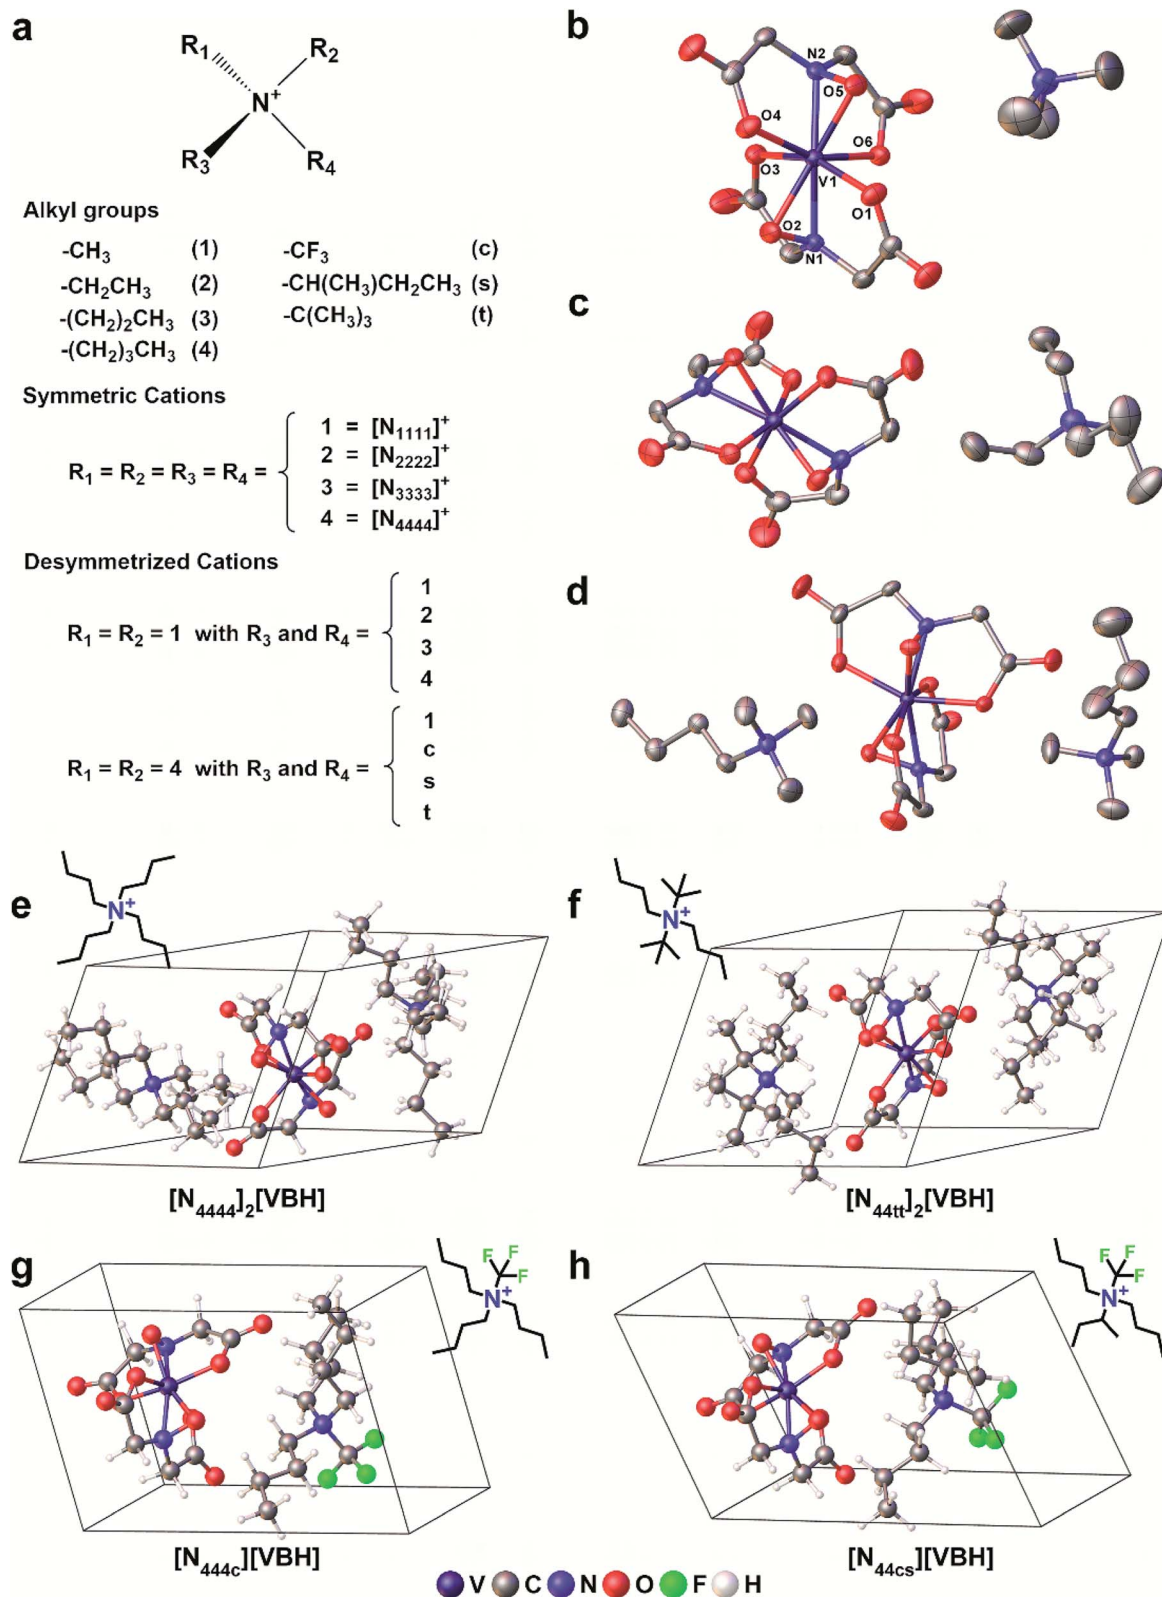 a
R1
R2
N+
R3
R4
Alkyl groups
-CH3 (1) -CF3 (c)
-CH2CH3 (2) -CH(CH3)CH2CH3 (s)
-(CH2)2CH3 (3) -C(CH3)3 (t)
-(CH2)3CH3 (4)
Symmetric Cations
R1 = R2 = R3 = R4 =
1 = [N1111]+
2 = [N2222]+
3 = [N3333]+
4 = [N4444]+
Desymmetrized Cations
R1 = R2 = 1 with R3 and R4 =
1
2
3
4
R1 = R2 = 4 with R3 and R4 =
1
c
s
t
b
N2
O5
O4
O6
O3
V1
O1
O2
N1
c
d
e
N+
[N4444]2[VBH]
f
N+
[N44tt]2[VBH]
g
F
F
F
N+
[N444c][VBH]
h
F
F
F
N+
[N44cs][VBH]
V C N O F H